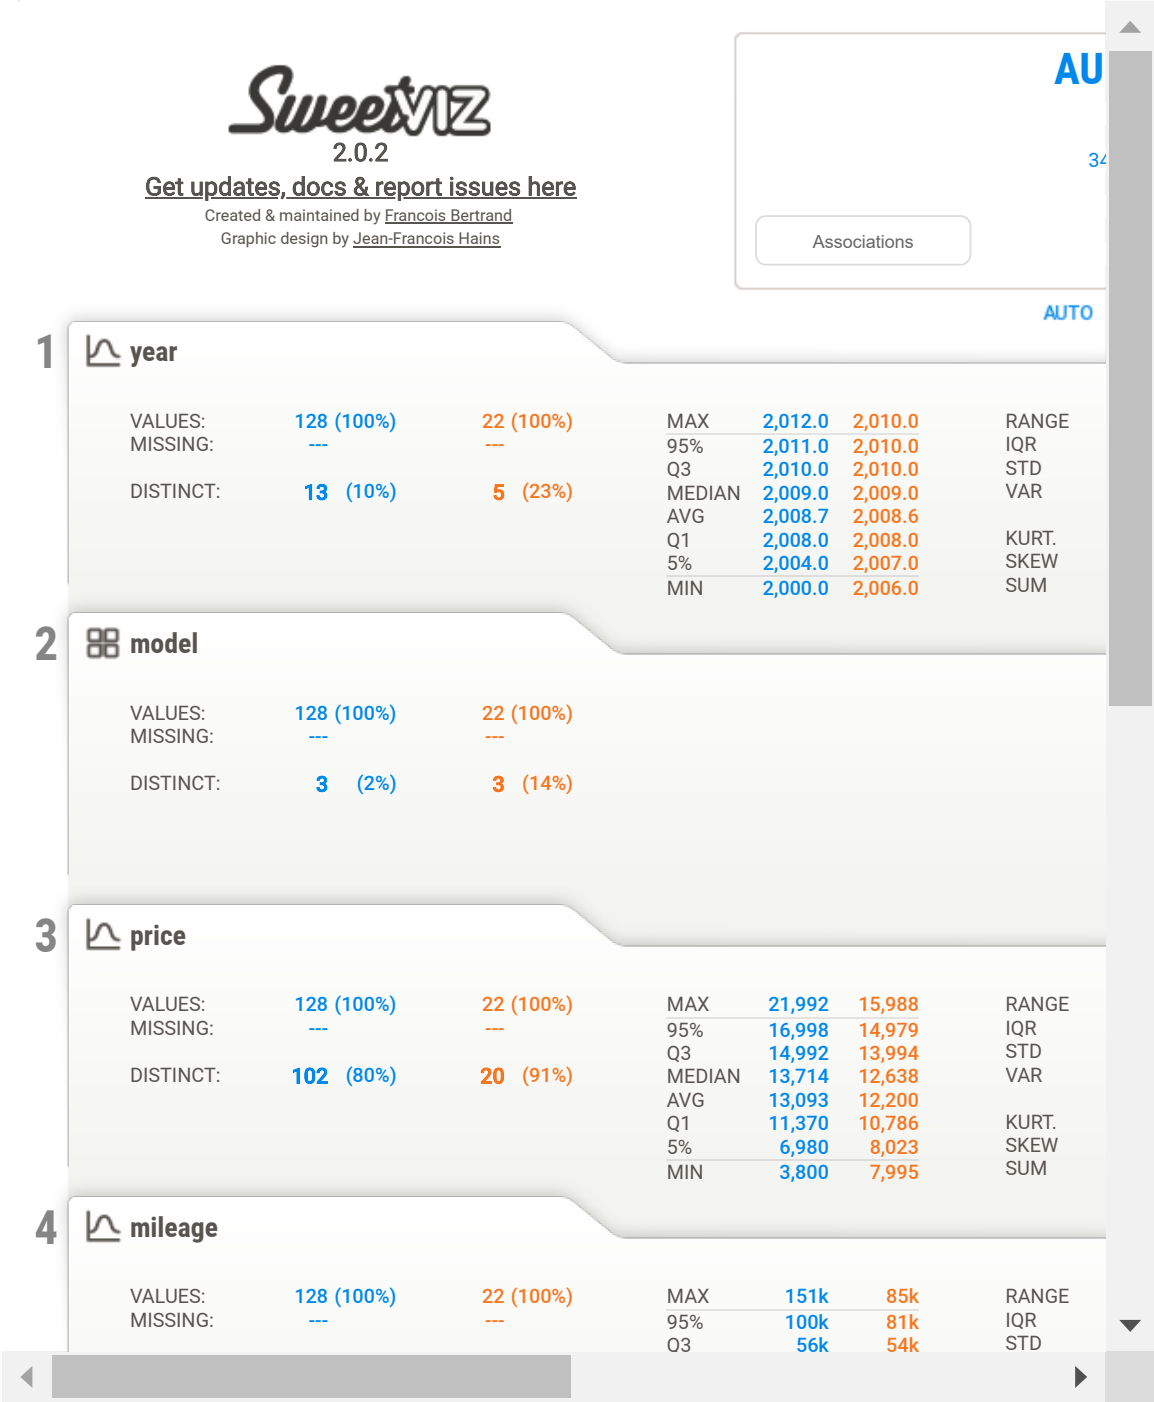 SweetVIZ
2.0.2
Get updates, docs & report issues here
Created & maintained by Francois Bertrand
Graphic design by Jean-Francois Hains
AU
34
Associations
AUTO
1 year
VALUES: 128 (100%) 22 (100%) MAX 2,012.0 2,010.0 RANGE
MISSING: --- --- 95% 2,011.0 2,010.0 IQR
Q3 2,010.0 2,010.0 STD
DISTINCT: 13 (10%) 5 (23%) MEDIAN 2,009.0 2,009.0 VAR
AVG 2,008.7 2,008.6
Q1 2,008.0 2,008.0 KURT.
5% 2,004.0 2,007.0 SKEW
MIN 2,000.0 2,006.0 SUM
2 model
VALUES: 128 (100%) 22 (100%)
MISSING: --- ---
DISTINCT: 3 (2%) 3 (14%)
3 price
VALUES: 128 (100%) 22 (100%) MAX 21,992 15,988 RANGE
MISSING: --- --- 95% 16,998 14,979 IQR
Q3 14,992 13,994 STD
DISTINCT: 102 (80%) 20 (91%) MEDIAN 13,714 12,638 VAR
AVG 13,093 12,200
Q1 11,370 10,786 KURT.
5% 6,980 8,023 SKEW
MIN 3,800 7,995 SUM
4 mileage
VALUES: 128 (100%) 22 (100%) MAX 151k 85k RANGE
MISSING: --- --- 95% 100k 81k IQR
Q3 56k 54k STD